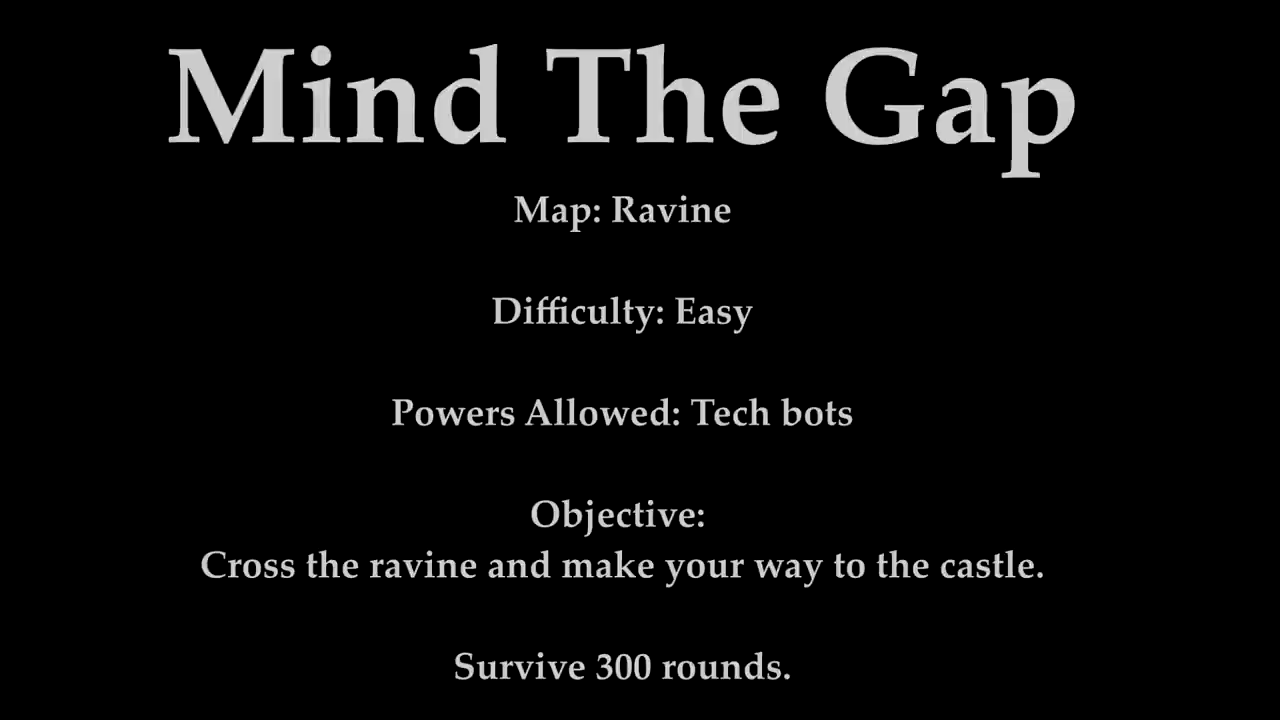 Mind The Gap
Map: Ravine
Difficulty: Easy
Powers Allowed: Tech bots
Objective:
Cross the ravine and make your way to the castle.
Survive 300 rounds.